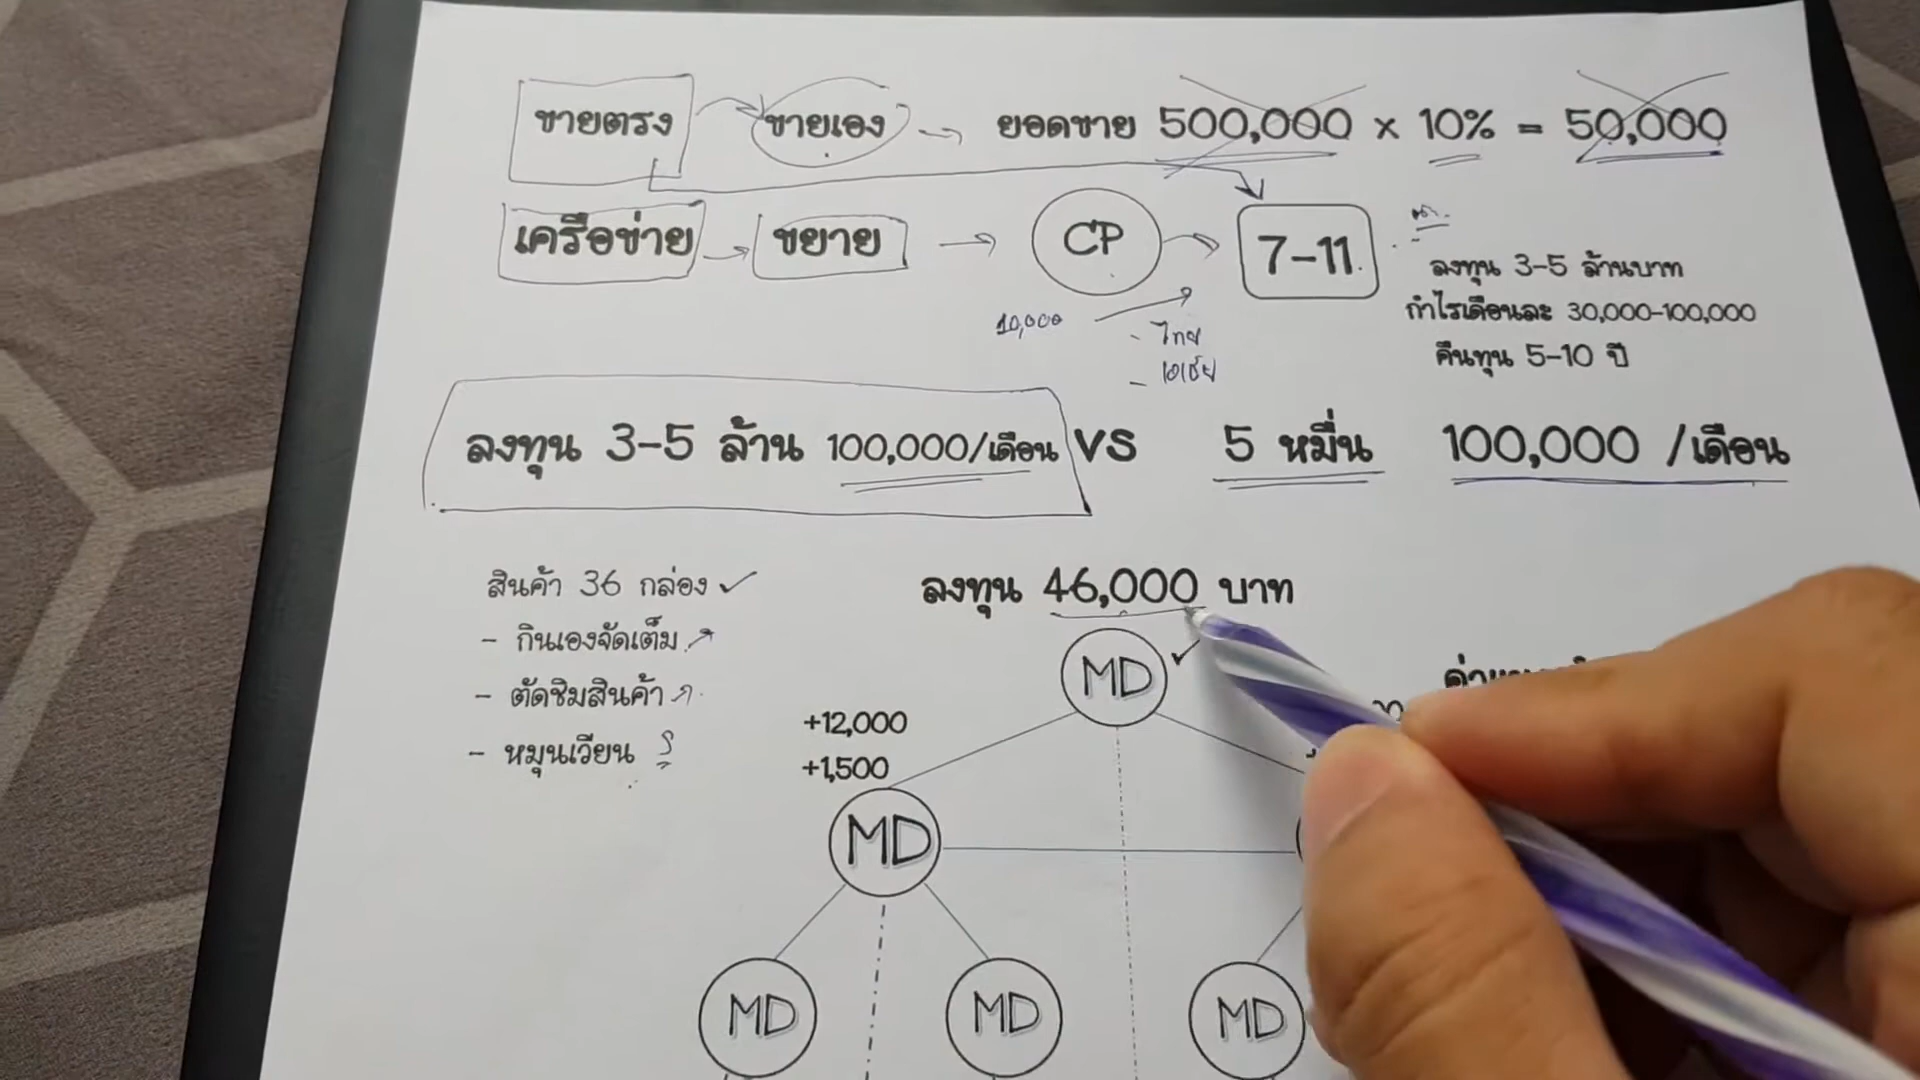 ขายตรง ขายเอง ยอดขาย 500,000 x 10% = 50,000
เครือข่าย ขยาย CP 7-11
ลงทุน 3-5 ล้านบาท
กำไรเดือนละ 30,000-100,000
คืนทุน 5-10 ปี
10,000
- ไทย
- เอเชีย
ลงทุน 3-5 ล้าน 100,000/เดือน VS 5 หมื่น 100,000 /เดือน
สินค้า 36 กล่อง
- กินเองจัดเต็ม
- ตัดชิมสินค้า
- หมุนเวียน
ลงทุน 46,000 บาท
MD
+12,000
+1,500
MD
MD MD MD